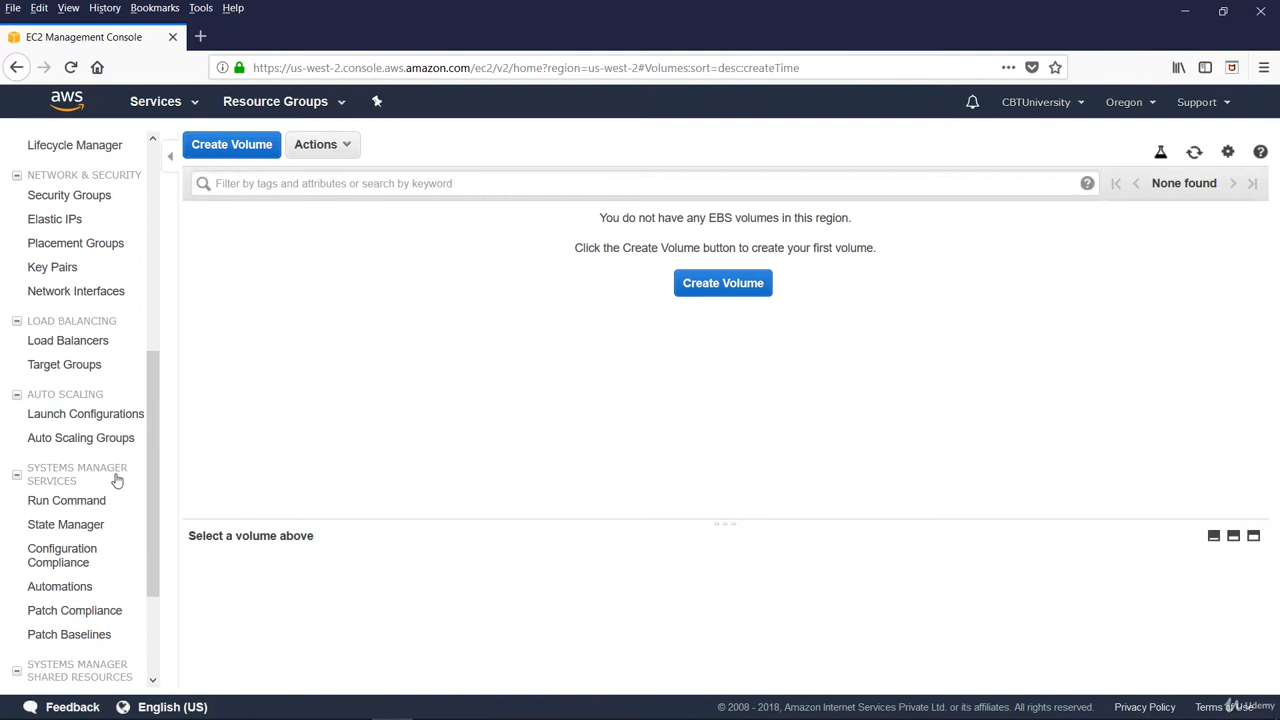 File Edit View History Bookmarks Tools Help
EC2 Management Console
https://us-west-2.console.aws.amazon.com/ec2/v2/home?region=us-west-2#Volumes:sort=desc:createTime
aws Services Resource Groups CBTUniversity Oregon Support
Lifecycle Manager
NETWORK & SECURITY
Security Groups
Elastic IPs
Placement Groups
Key Pairs
Network Interfaces
LOAD BALANCING
Load Balancers
Target Groups
AUTO SCALING
Launch Configurations
Auto Scaling Groups
SYSTEMS MANAGER
SERVICES
Run Command
State Manager
Configuration
Compliance
Automations
Patch Compliance
Patch Baselines
SYSTEMS MANAGER
SHARED RESOURCES
Create Volume Actions
Filter by tags and attributes or search by keyword
None found
You do not have any EBS volumes in this region.
Click the Create Volume button to create your first volume.
Create Volume
Select a volume above
Feedback English (US) © 2008 - 2018, Amazon Internet Services Private Ltd. or its affiliates. All rights reserved. Privacy Policy Terms of Use
Udemy